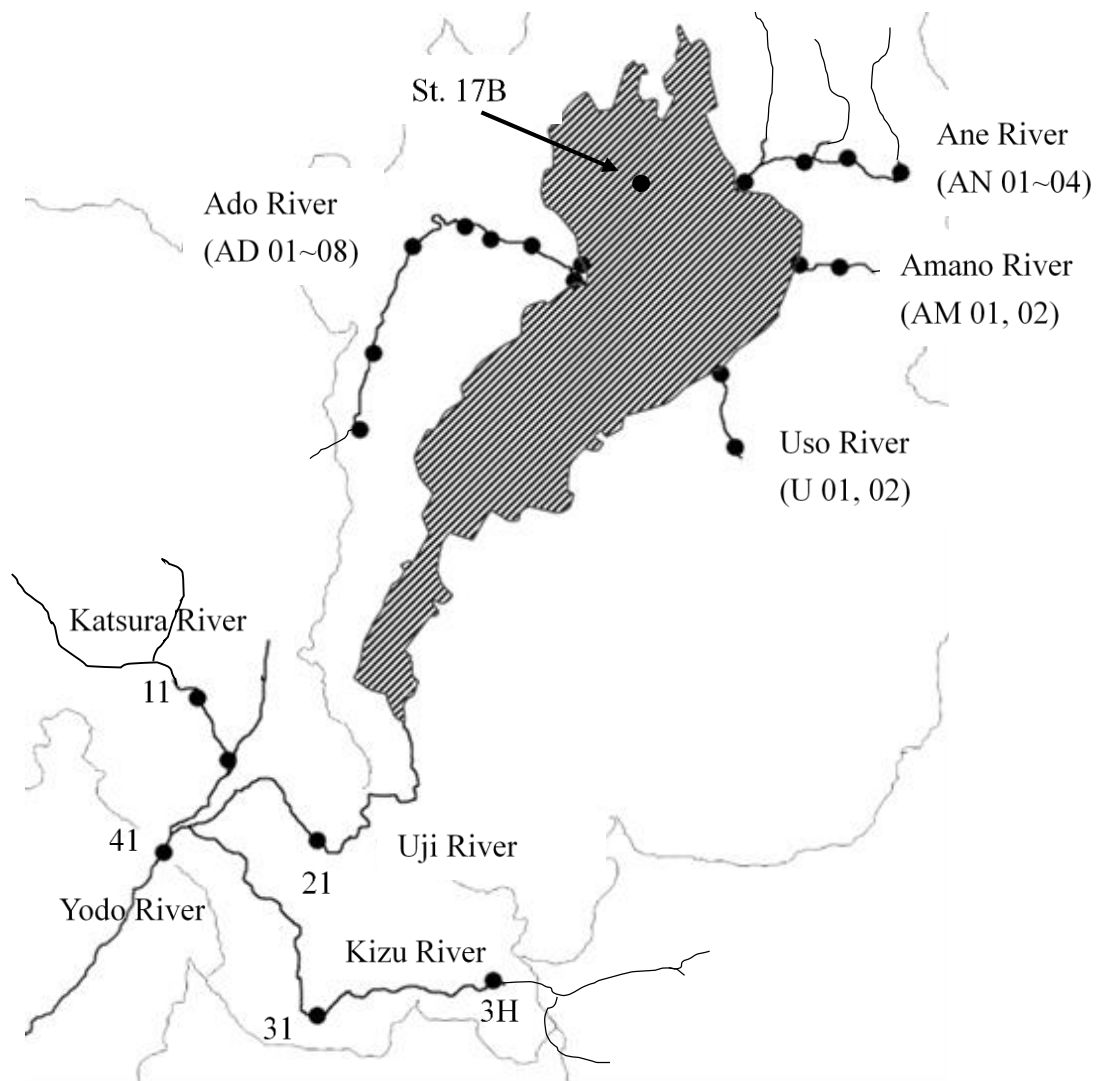 St. 17B
Ane River
(AN 01~04)
Ado River
(AD 01~08)
Amano River
(AM 01, 02)
Uso River
(U 01, 02)
Katsura River
11
41
21
Uji River
Yodo River
Kizu River
31
3H